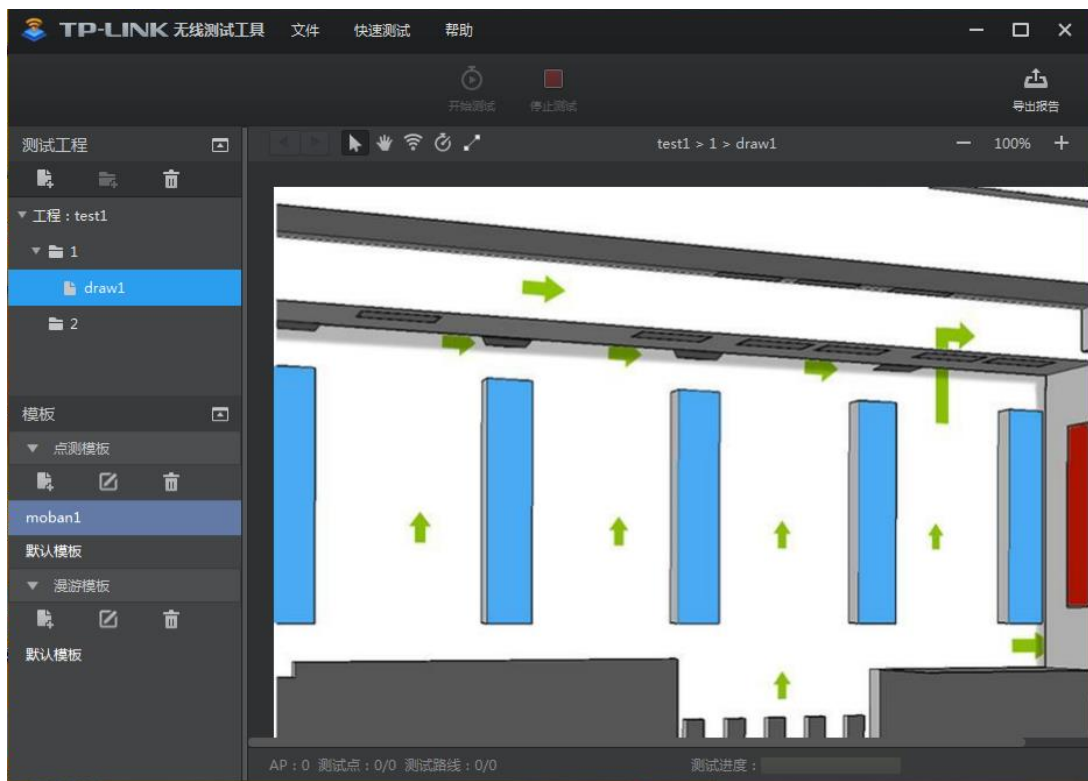 TP-LINK 无线测试工具 文件 快速测试 帮助
开始测试 停止测试 导出报告
测试工程 test1 > 1 > draw1 100%
工程：test1
1
draw1
2
模板
点测模板
moban1
默认模板
漫游模板
默认模板
AP：0 测试点：0/0 测试路线：0/0 测试进度：